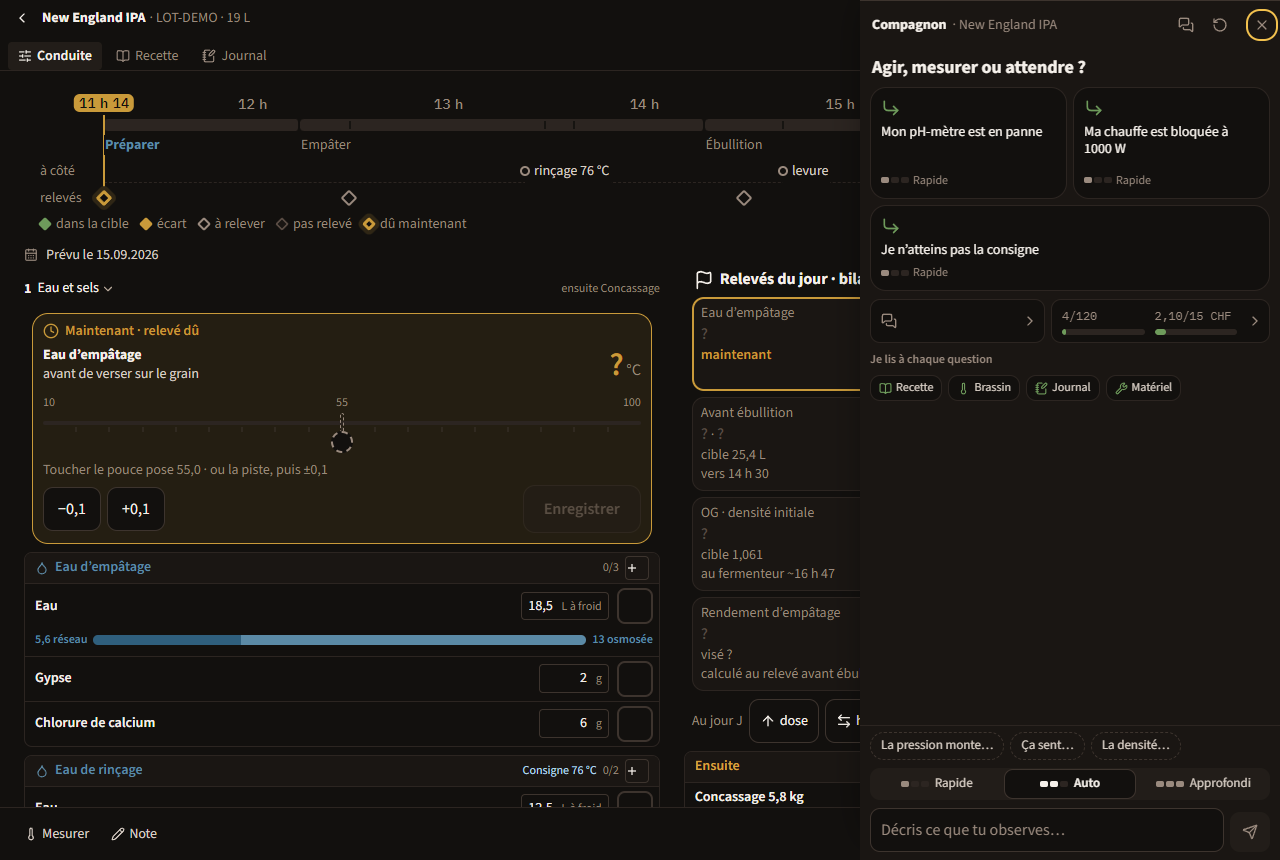 New England IPA · LOT-DEMO · 19 L
Conduite
Recette
Journal
11 h 14
12 h
13 h
14 h
15 h
Préparer
Empâter
Ébullition
à côté
rinçage 76 °C
levure
relevés
dans la cible
écart
à relever
pas relevé
dû maintenant
Prévu le 15.09.2026
1 Eau et sels
ensuite Concassage
Maintenant · relevé dû
Eau d’empâtage
avant de verser sur le grain
? °C
10
55
100
Toucher le pouce pose 55,0 · ou la piste, puis ±0,1
−0,1
+0,1
Enregistrer
Eau d’empâtage
0/3
+
Eau
18,5 L à froid
5,6 réseau
13 osmosée
Gypse
2 g
Chlorure de calcium
6 g
Eau de rinçage
Consigne 76 °C 0/2
+
Relevés du jour ·
Eau d’empâtage
?
maintenant
Avant ébullition
? · ?
cible 25,4 L
vers 14 h 30
OG · densité initiale
?
cible 1,061
au fermenteur ~16 h 47
Rendement d’empâtage
?
visé ?
calculé au relevé avant
Au jour J
dose
Ensuite
Concassage 5,8 kg
Mesurer
Note
Compagnon · New England IPA
Agir, mesurer ou attendre ?
Mon pH-mètre est en panne
Rapide
Ma chauffe est bloquée à
1000 W
Rapide
Je n’atteins pas la consigne
Rapide
4/120
2,10/15 CHF
Je lis à chaque question
Recette
Brassin
Journal
Matériel
La pression monte…
Ça sent…
La densité…
Rapide
Auto
Approfondi
Décris ce que tu observes…